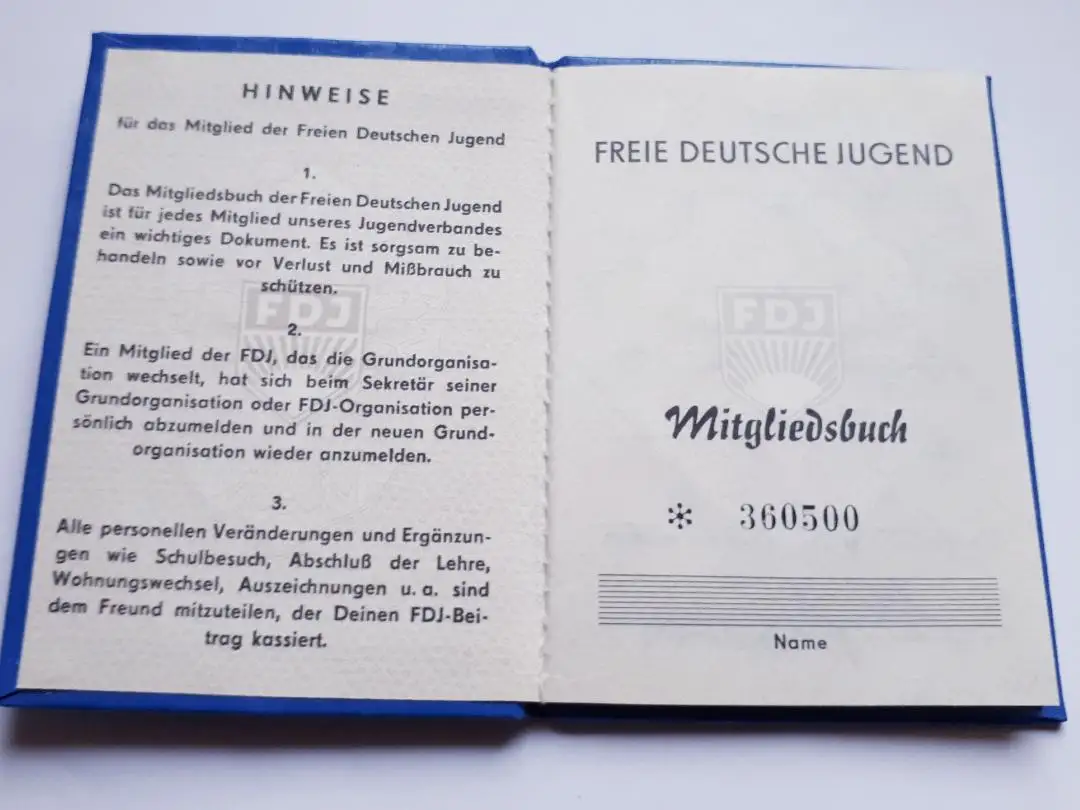 HINWEISE
für das Mitglied der Freien Deutschen Jugend
1.
Das Mitgliedsbuch der Freien Deutschen Jugend
ist für jedes Mitglied unseres Jugendverbandes
ein wichtiges Dokument. Es ist sorgsam zu be-
handeln sowie vor Verlust und Mißbrauch zu
schützen.
FDJ
2.
Ein Mitglied der FDJ, das die Grundorganisa-
tion wechselt, hat sich beim Sekretär seiner
Grundorganisation oder FDJ-Organisation per-
sönlich abzumelden und in der neuen Grund-
organisation wieder anzumelden.
3.
Alle personellen Veränderungen und Ergänzun-
gen wie Schulbesuch, Abschluß der Lehre,
Wohnungswechsel, Auszeichnungen u. a. sind
dem Freund mitzuteilen, der Deinen FDJ-Bei-
trag kassiert.
FREIE DEUTSCHE JUGEND
FDJ
Mitgliedsbuch
* 360500
Name